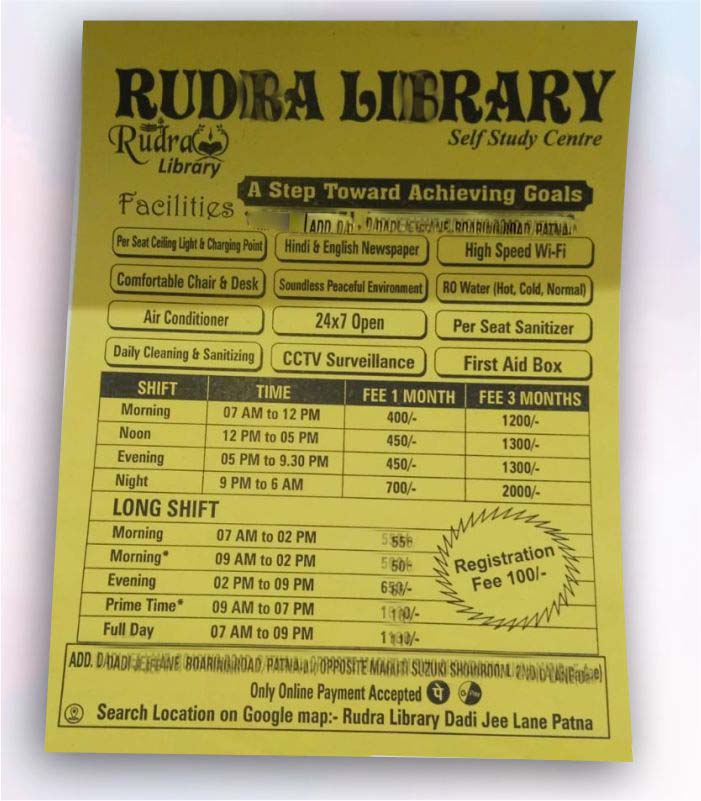 RUDRA LIBRARY
Rudra Library
Self Study Centre
A Step Toward Achieving Goals
Facilities
ADD.
Per Seat Ceiling Light & Charging Point Hindi & English Newspaper High Speed Wi-Fi
Comfortable Chair & Desk Soundless Peaceful Environment RO Water (Hot, Cold, Normal)
Air Conditioner 24x7 Open Per Seat Sanitizer
Daily Cleaning & Sanitizing CCTV Surveillance First Aid Box
SHIFT TIME FEE 1 MONTH FEE 3 MONTHS
Morning 07 AM to 12 PM 400/- 1200/-
Noon 12 PM to 05 PM 450/- 1300/-
Evening 05 PM to 9.30 PM 450/- 1300/-
Night 9 PM to 6 AM 700/- 2000/-
LONG SHIFT
Morning 07 AM to 02 PM
Morning* 09 AM to 02 PM
Evening 02 PM to 09 PM
Prime Time* 09 AM to 07 PM
Full Day 07 AM to 09 PM
Registration
Fee 100/-
ADD. OPPOSITE MARUTI SUZUKI SHOWROOM
Only Online Payment Accepted पे G Pay
Search Location on Google map:- Rudra Library Dadi Jee Lane Patna